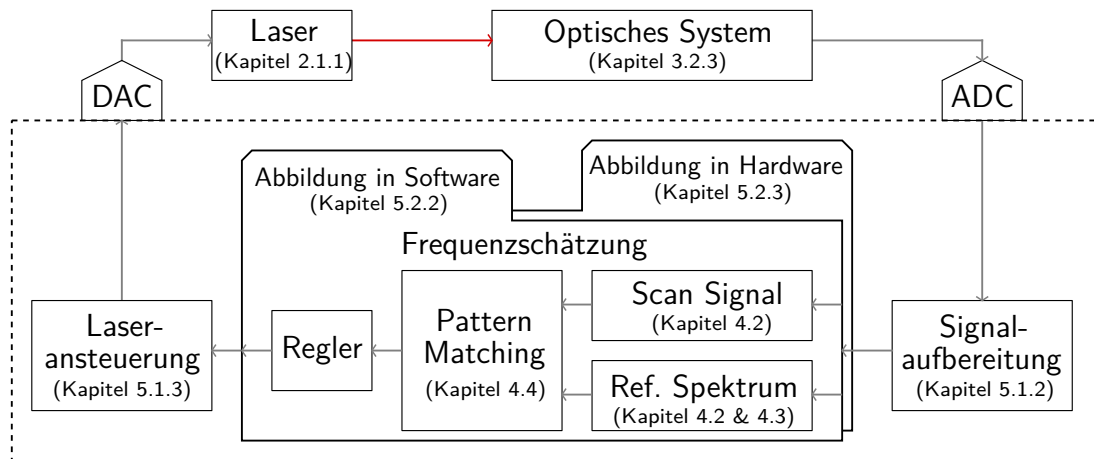 Laser
(Kapitel 2.1.1)
Optisches System
(Kapitel 3.2.3)
DAC
ADC
Abbildung in Software
(Kapitel 5.2.2)
Abbildung in Hardware
(Kapitel 5.2.3)
Frequenzschätzung
Laser-
ansteuerung
(Kapitel 5.1.3)
Regler
Pattern
Matching
(Kapitel 4.4)
Scan Signal
(Kapitel 4.2)
Ref. Spektrum
(Kapitel 4.2 & 4.3)
Signal-
aufbereitung
(Kapitel 5.1.2)